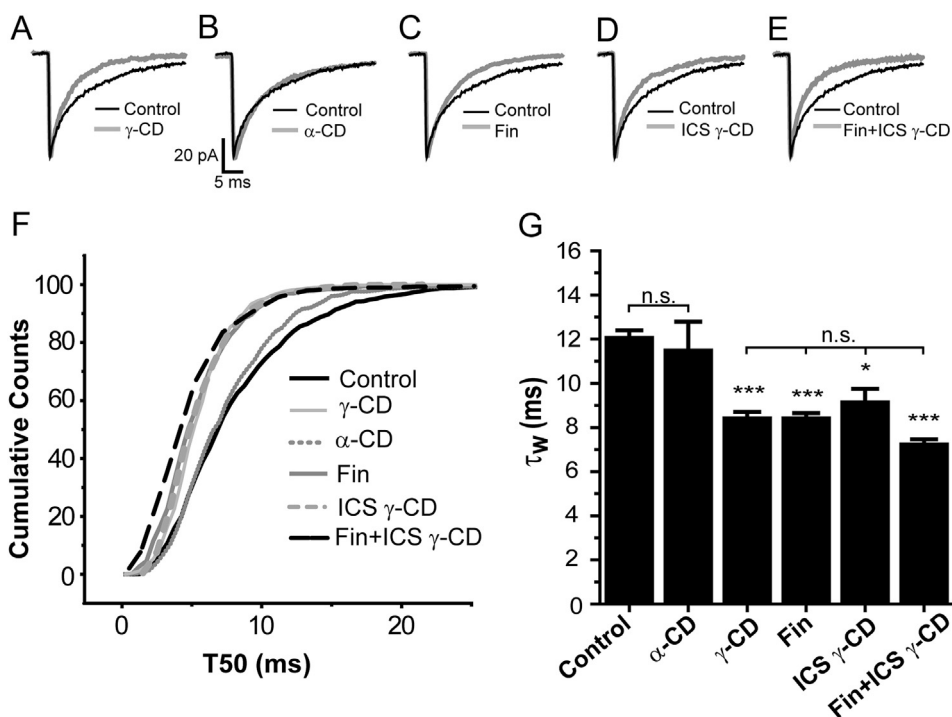 A
B
C
D
E
Control
γ-CD
Control
α-CD
Control
Fin
Control
ICS γ-CD
Control
Fin+ICS γ-CD
20 pA
5 ms
F
Cumulative Counts
100
80
60
40
20
0
0
10
20
T50 (ms)
Control
γ-CD
α-CD
Fin
ICS γ-CD
Fin+ICS γ-CD
G
τw (ms)
16
14
12
10
8
6
4
2
0
n.s.
n.s.
***
***
*
***
Control
α-CD
γ-CD
Fin
ICS γ-CD
Fin+ICS γ-CD